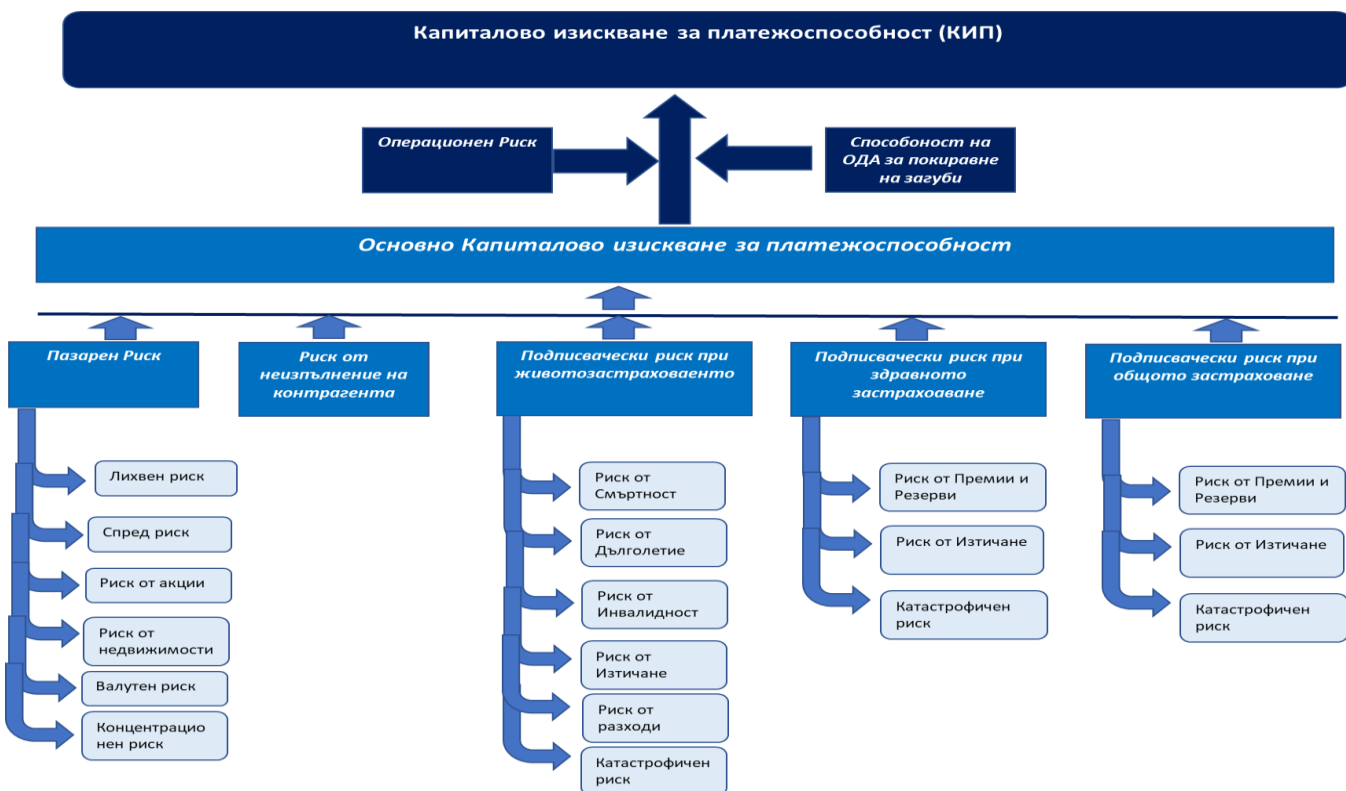 Капиталово изискване за платежоспособност (КИП)
Операционен Риск
Способоност на
ОДА за покиравне
на загуби
Основно Капиталово изискване за платежоспособност
Пазарен Риск
Риск от
неизпълнение на
контрагента
Подписвачески риск при
животозастраховаенто
Подписвачески риск при
здравното
застрахоаване
Подписвачески риск при
общото застраховане
Лихвен риск
Спред риск
Риск от акции
Риск от
недвижимости
Валутен риск
Концентрацио
нен риск
Риск от
Смъртност
Риск от
Дълголетие
Риск от
Инвалидност
Риск от
Изтичане
Риск от
разходи
Катастрофичен
риск
Риск от Премии и
Резерви
Риск от Изтичане
Катастрофичен
риск
Риск от Премии и
Резерви
Риск от Изтичане
Катастрофичен
риск